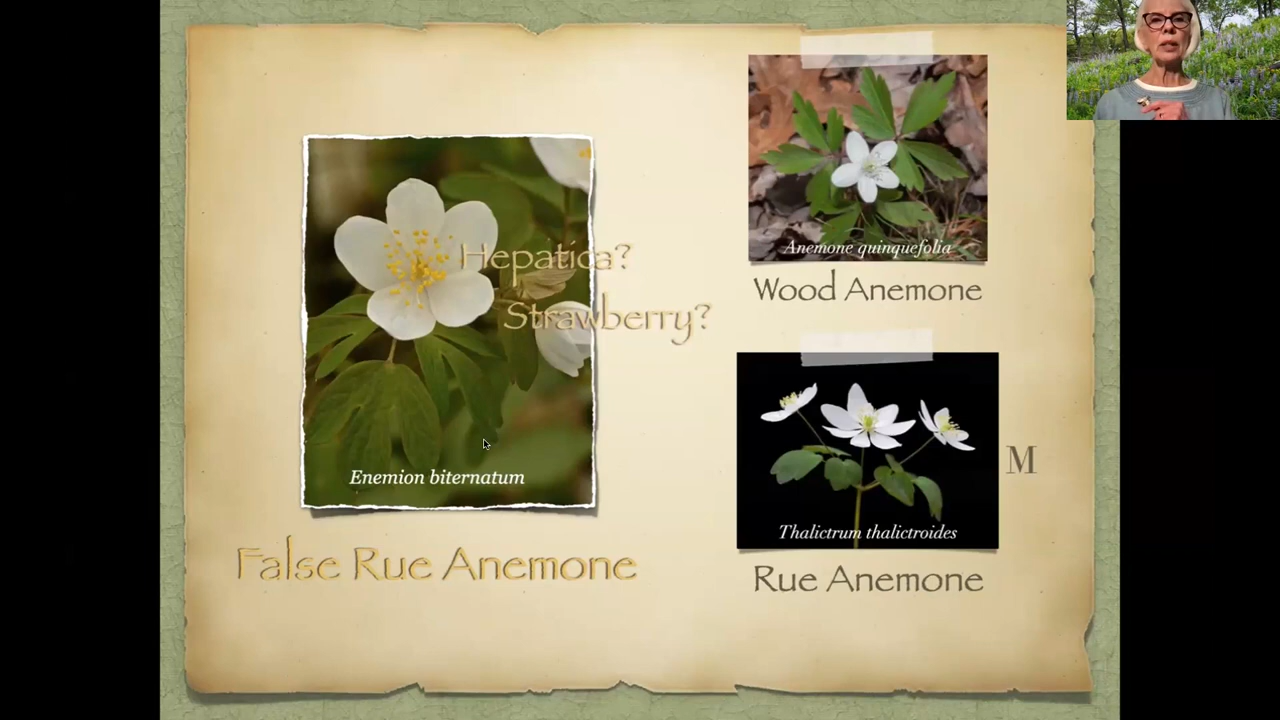 Hepatica?
Strawberry?
Enemion biternatum
False Rue Anemone
Anemone quinquefolia
Wood Anemone
Thalictrum thalictroides
M
Rue Anemone